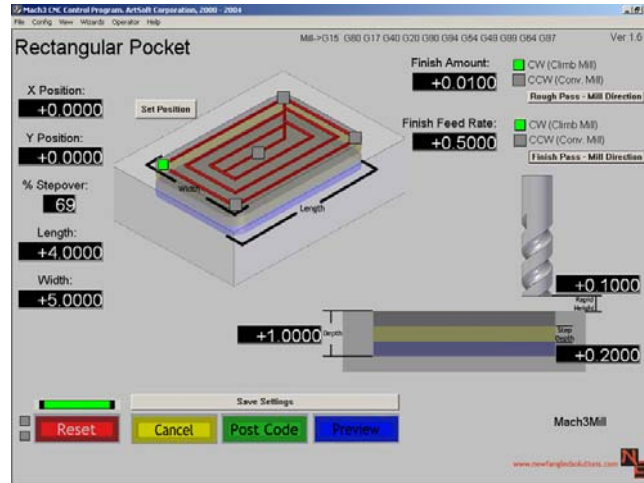 Mach3 CNC Control Program, ArtSoft Corporation, 2000 - 2004
File Config View Wizards Operator Help
Rectangular Pocket
Mill->G15 G80 G17 G40 G20 G90 G94 G54 G49 G99 G64 G97
Ver 1.6
Finish Amount:
+0.0100
CW (Climb Mill)
CCW (Conv. Mill)
Rough Pass - Mill Direction
X Position:
+0.0000
Set Position
Finish Feed Rate:
+0.5000
CW (Climb Mill)
CCW (Conv. Mill)
Finish Pass - Mill Direction
Y Position:
+0.0000
% Stepover:
69
Width
Length
Length:
+4.0000
Width:
+5.0000
+0.1000
Rapid Height
+1.0000
Depth
Step Depth
+0.2000
Save Settings
Reset
Cancel
Post Code
Preview
Mach3Mill
www.newfangledsolutions.com